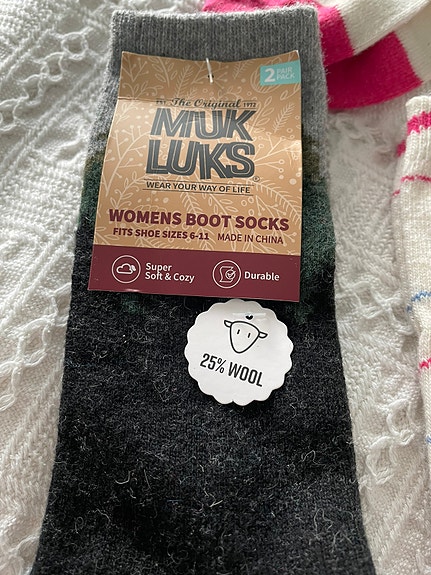 2 PAIR
PACK
The Original
MUK
LUKS®
WEAR YOUR WAY OF LIFE
WOMENS BOOT SOCKS
FITS SHOE SIZES 6-11 MADE IN CHINA
Super
Soft & Cozy
Durable
25% WOOL